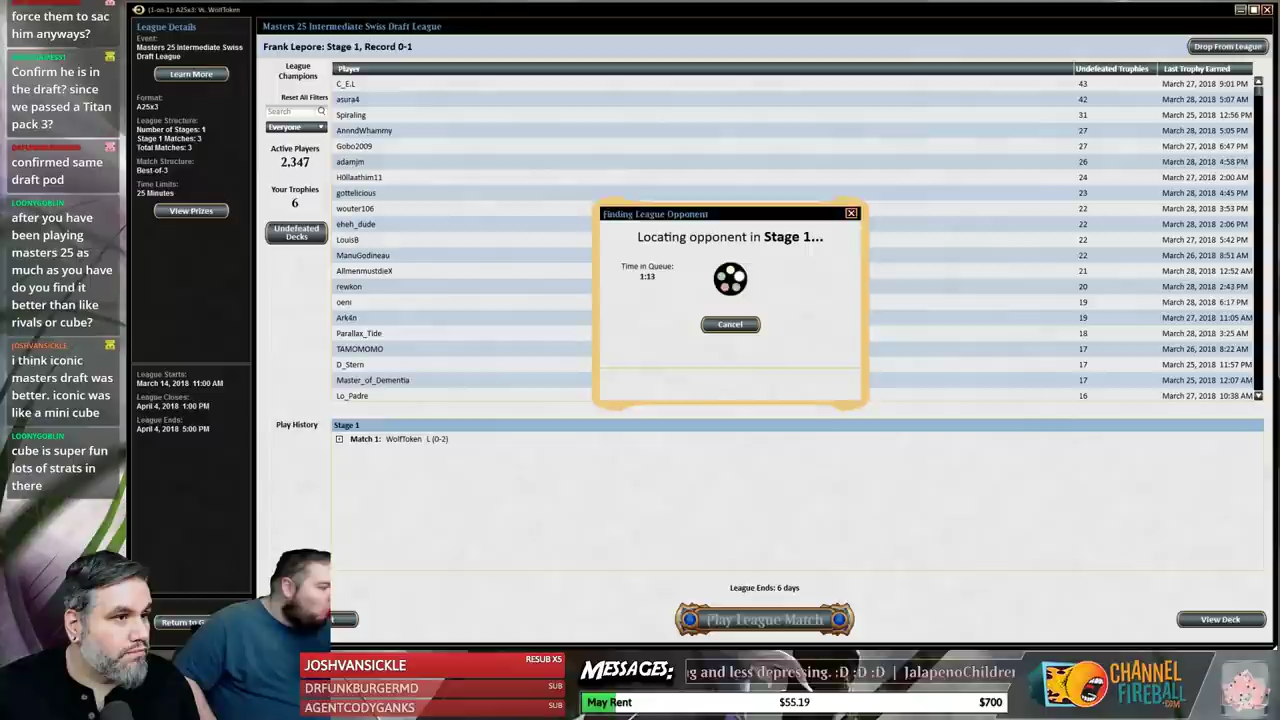 force them to sac
him anyways?
Confirm he is in
the draft? since
we passed a Titan
pack 3?
confirmed same
draft pod
LOONYGOBLIN
after you have
been playing
masters 25 as
much as you have
do you find it
better than like
rivals or cube?
JOSHVANSICKLE
i think iconic
masters draft was
better. iconic was
like a mini cube
LOONYGOBLIN
cube is super fun
lots of strats in
there
(1-on-1): A25x3: Vs. WolfToken
League Details
Event:
Masters 25 Intermediate Swiss
Draft League
Learn More
Format:
A25x3
League Structure:
Number of Stages: 1
Stage 1 Matches: 3
Total Matches: 3
Match Structure:
Best-of-3
Time Limits:
25 Minutes
View Prizes
League Starts:
March 14, 2018 11:00 AM
League Closes:
April 4, 2018 1:00 PM
League Ends:
April 4, 2018 5:00 PM
Masters 25 Intermediate Swiss Draft League
Frank Lepore: Stage 1, Record 0-1
Drop From League
League
Champions
Reset All Filters
Search
Everyone
Active Players
2,347
Your Trophies
6
Undefeated
Decks
Player Undefeated Trophies Last Trophy Earned
C_E.L 43 March 27, 2018 9:01 PM
asura4 42 March 28, 2018 5:07 AM
Spiraling 31 March 25, 2018 12:56 PM
AnnndWhammy 27 March 28, 2018 5:05 PM
Gobo2009 27 March 27, 2018 6:47 PM
adamjm 26 March 28, 2018 4:58 PM
H0llaathim11 24 March 27, 2018 2:00 AM
gottelicious 23 March 28, 2018 4:45 PM
wouter106 22 March 28, 2018 3:53 PM
eheh_dude 22 March 28, 2018 2:06 PM
LouisB 22 March 27, 2018 5:42 PM
ManuGodineau 22 March 26, 2018 8:51 AM
AllmenmustdieX 21 March 28, 2018 12:52 AM
rewkon 20 March 28, 2018 2:43 PM
oeni 19 March 28, 2018 6:17 PM
Ark4n 19 March 27, 2018 11:05 AM
Parallax_Tide 18 March 28, 2018 3:25 AM
TAMOMOMO 17 March 26, 2018 8:22 AM
D_Stern 17 March 25, 2018 11:57 PM
Master_of_Dementia 17 March 25, 2018 12:07 AM
Lo_Padre 16 March 27, 2018 10:38 AM
Finding League Opponent
Locating opponent in Stage 1...
Time in Queue:
1:13
Cancel
Play History
Stage 1
Match 1: WolfToken L (0-2)
League Ends: 6 days
Return to G
Play League Match
View Deck
JOSHVANSICKLE RESUB X5
DRFUNKBURGERMD SUB
AGENTCODYGANKS SUB
MESSAGES:
g and less depressing. :D :D :D | JalapenoChildren
May Rent $55.19 $700
CHANNEL
FIREBALL
.COM